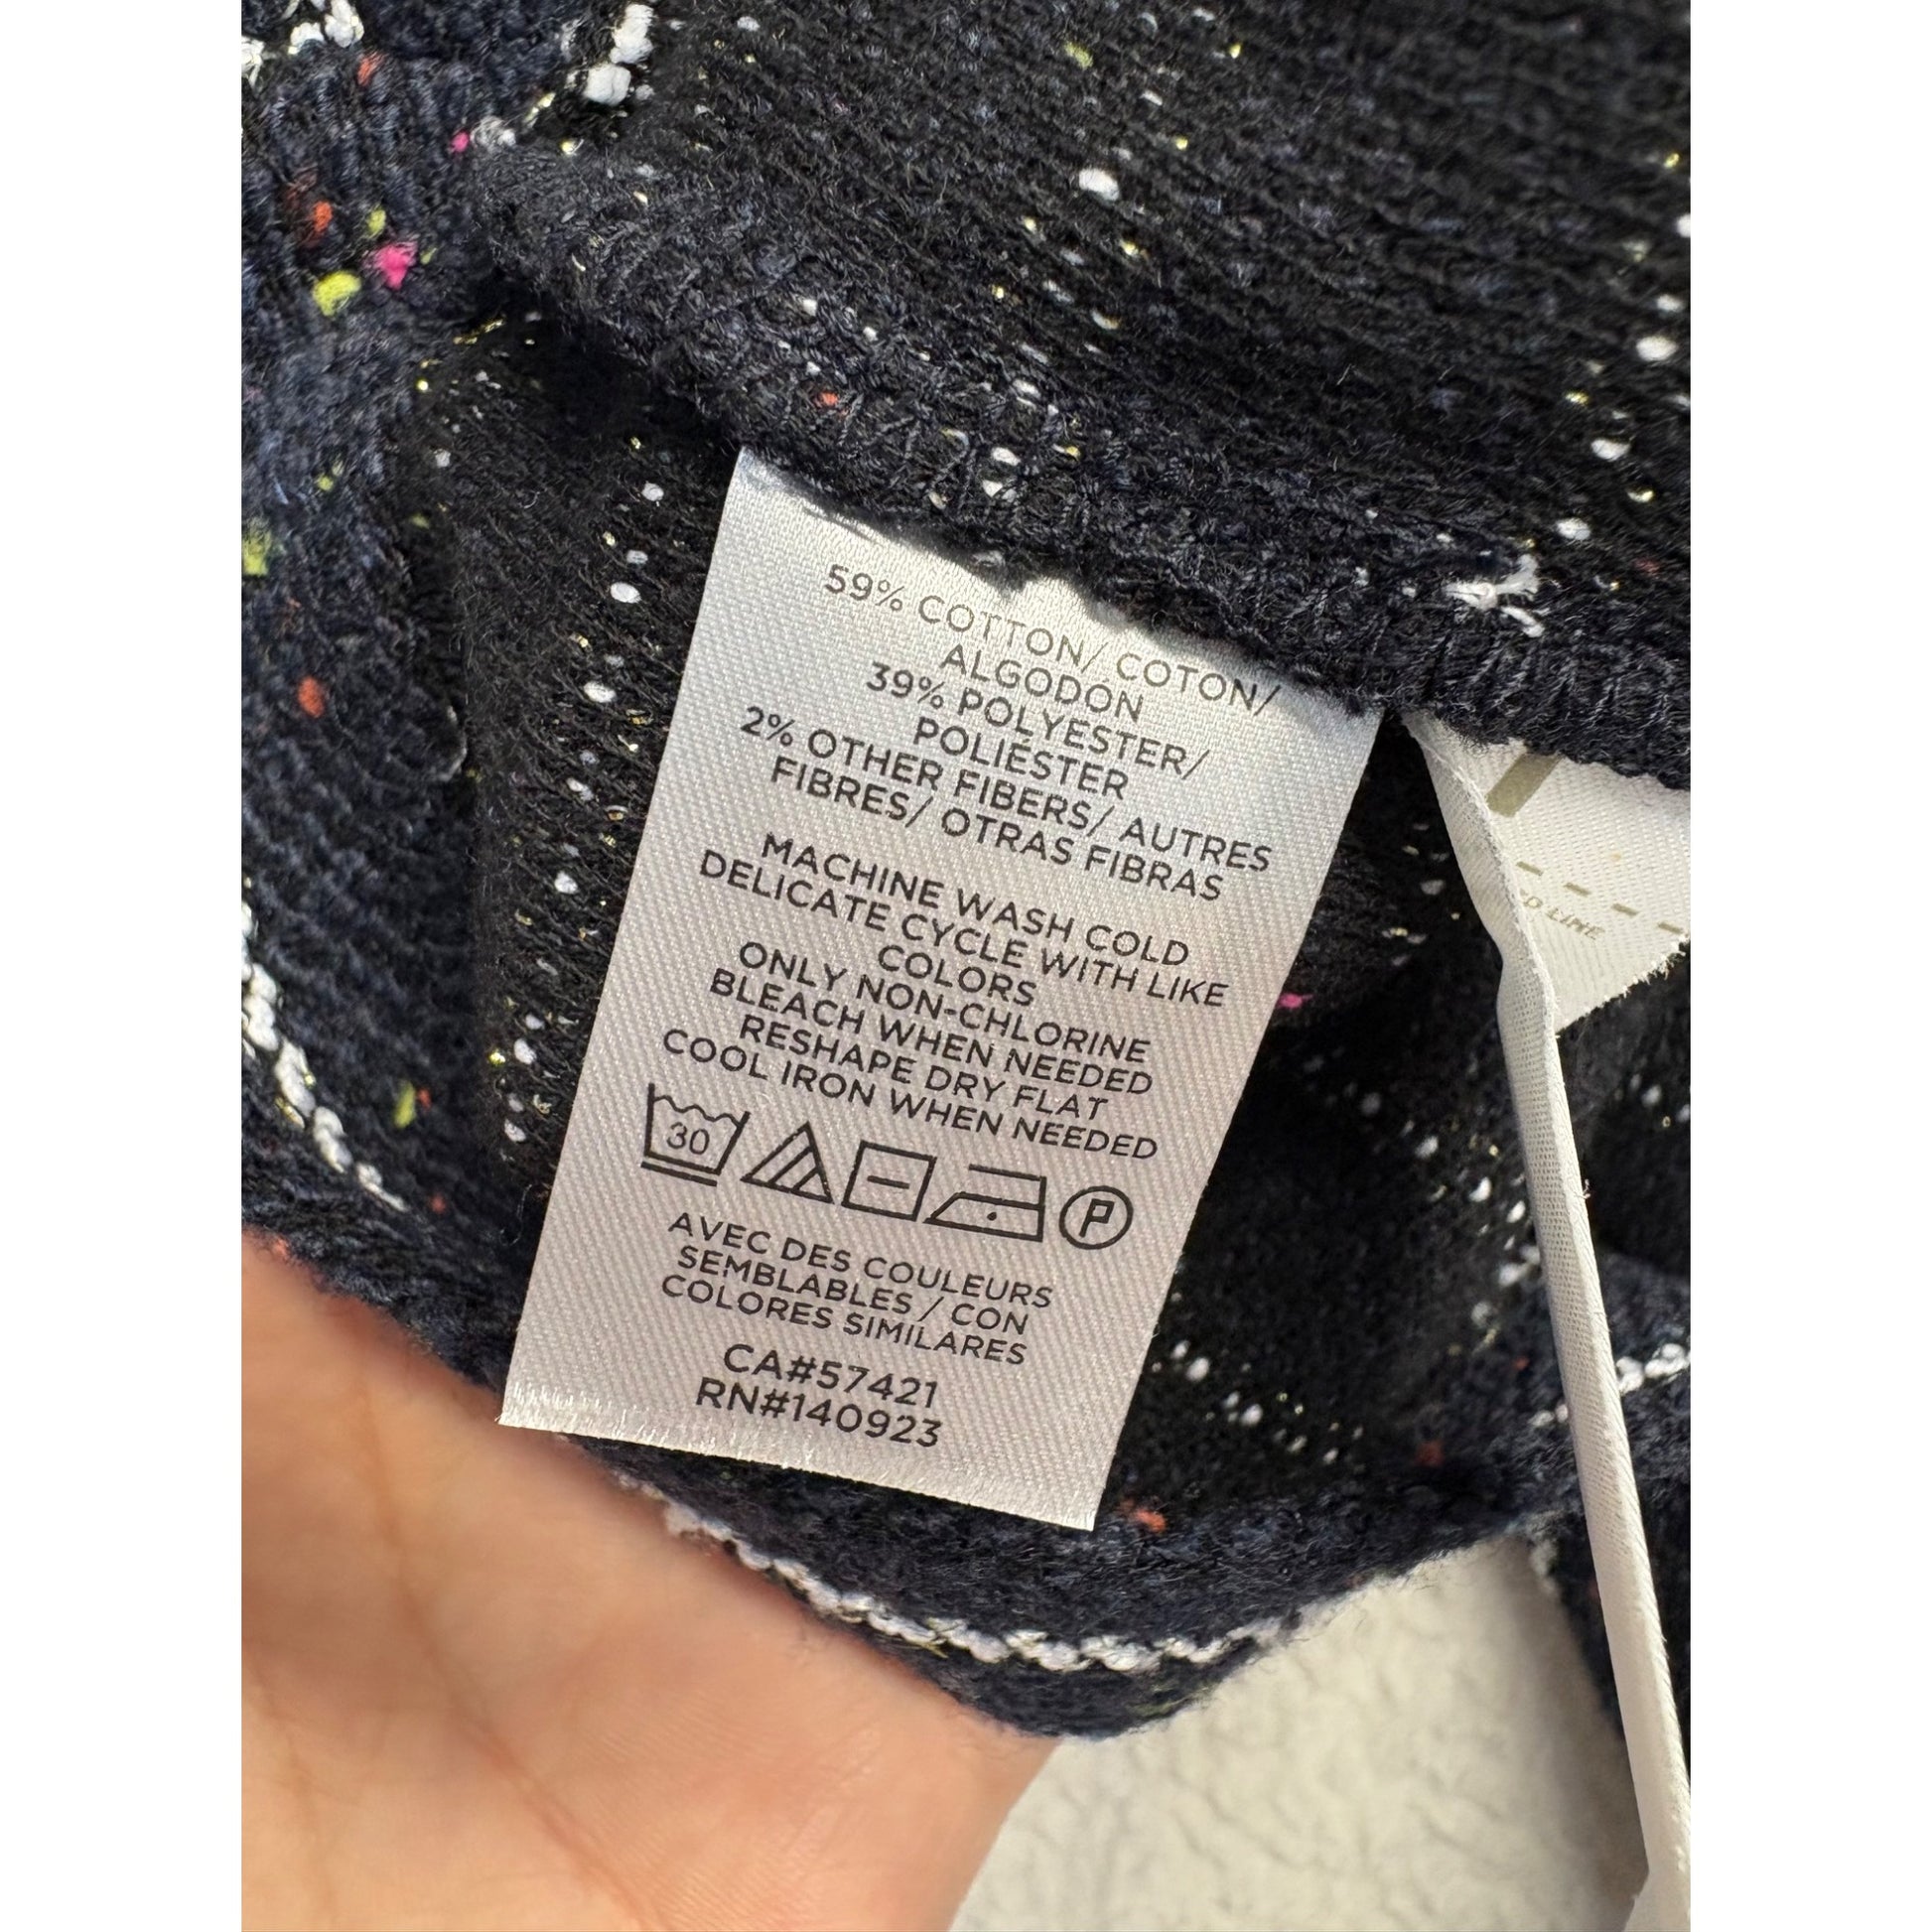 59% COTTON/ COTON/
ALGODÓN
39% POLYESTER/
POLIÉSTER
2% OTHER FIBERS/ AUTRES
FIBRES/ OTRAS FIBRAS
MACHINE WASH COLD
DELICATE CYCLE WITH LIKE
COLORS
ONLY NON-CHLORINE
BLEACH WHEN NEEDED
RESHAPE DRY FLAT
COOL IRON WHEN NEEDED
30
P
AVEC DES COULEURS
SEMBLABLES / CON
COLORES SIMILARES
CA#57421
RN#140923
LINE